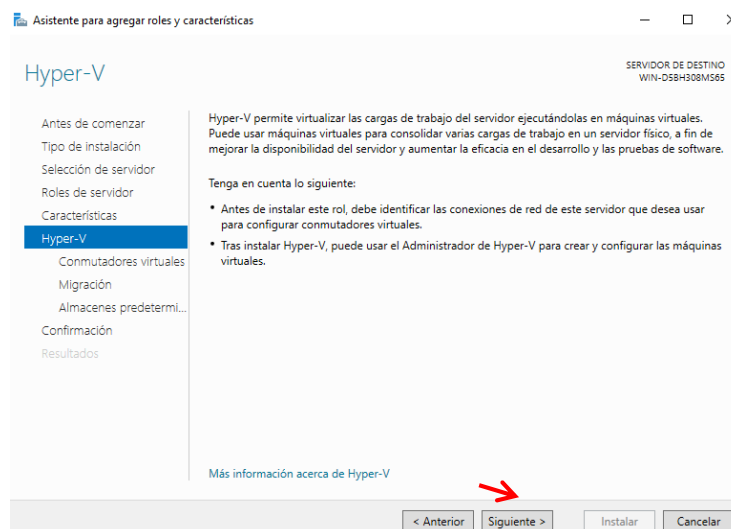 Asistente para agregar roles y características
Hyper-V
SERVIDOR DE DESTINO
WIN-D5BH308MS65
Antes de comenzar
Tipo de instalación
Selección de servidor
Roles de servidor
Características
Hyper-V
Conmutadores virtuales
Migración
Almacenes predetermi...
Confirmación
Resultados
Hyper-V permite virtualizar las cargas de trabajo del servidor ejecutándolas en máquinas virtuales.
Puede usar máquinas virtuales para consolidar varias cargas de trabajo en un servidor físico, a fin de
mejorar la disponibilidad del servidor y aumentar la eficacia en el desarrollo y las pruebas de software.
Tenga en cuenta lo siguiente:
• Antes de instalar este rol, debe identificar las conexiones de red de este servidor que desea usar
para configurar conmutadores virtuales.
• Tras instalar Hyper-V, puede usar el Administrador de Hyper-V para crear y configurar las máquinas
virtuales.
Más información acerca de Hyper-V
< Anterior
Siguiente >
Instalar
Cancelar